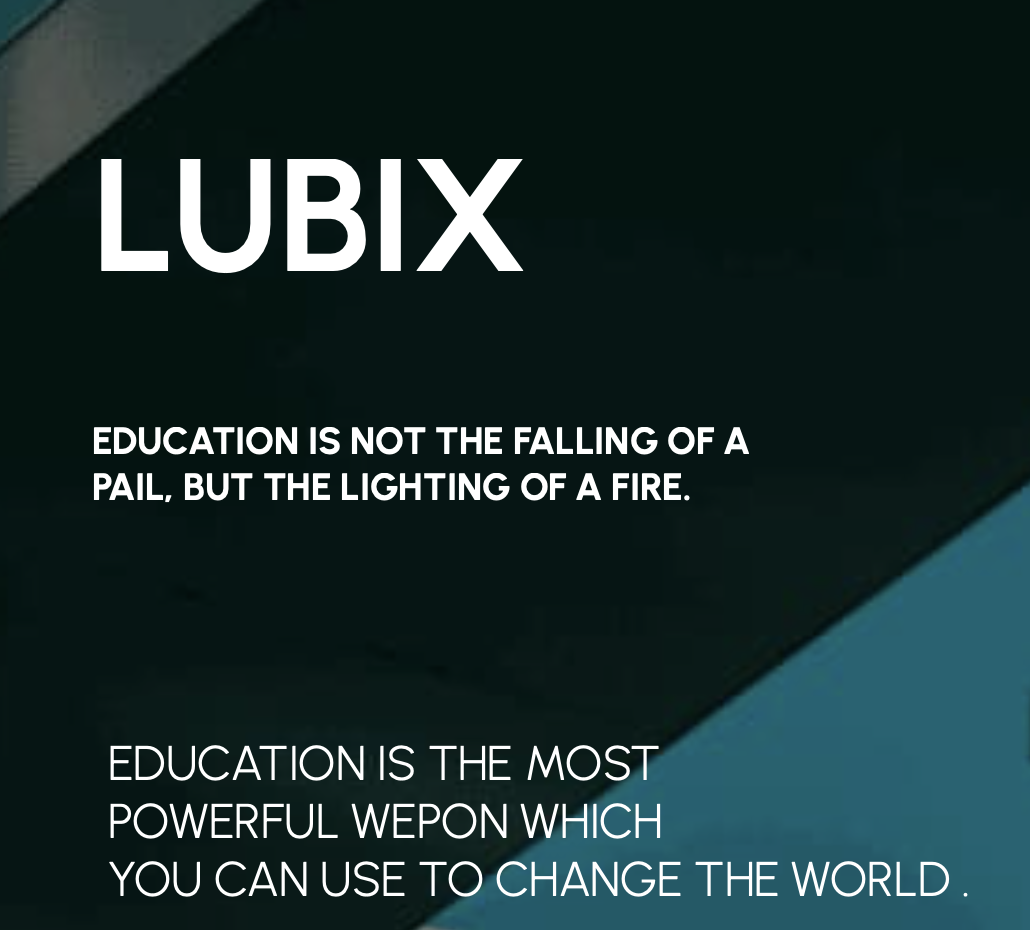 LUBIX
EDUCATION IS NOT THE FALLING OF A
PAIL, BUT THE LIGHTING OF A FIRE.
EDUCATION IS THE MOST
POWERFUL WEPON WHICH
YOU CAN USE TO CHANGE THE WORLD .